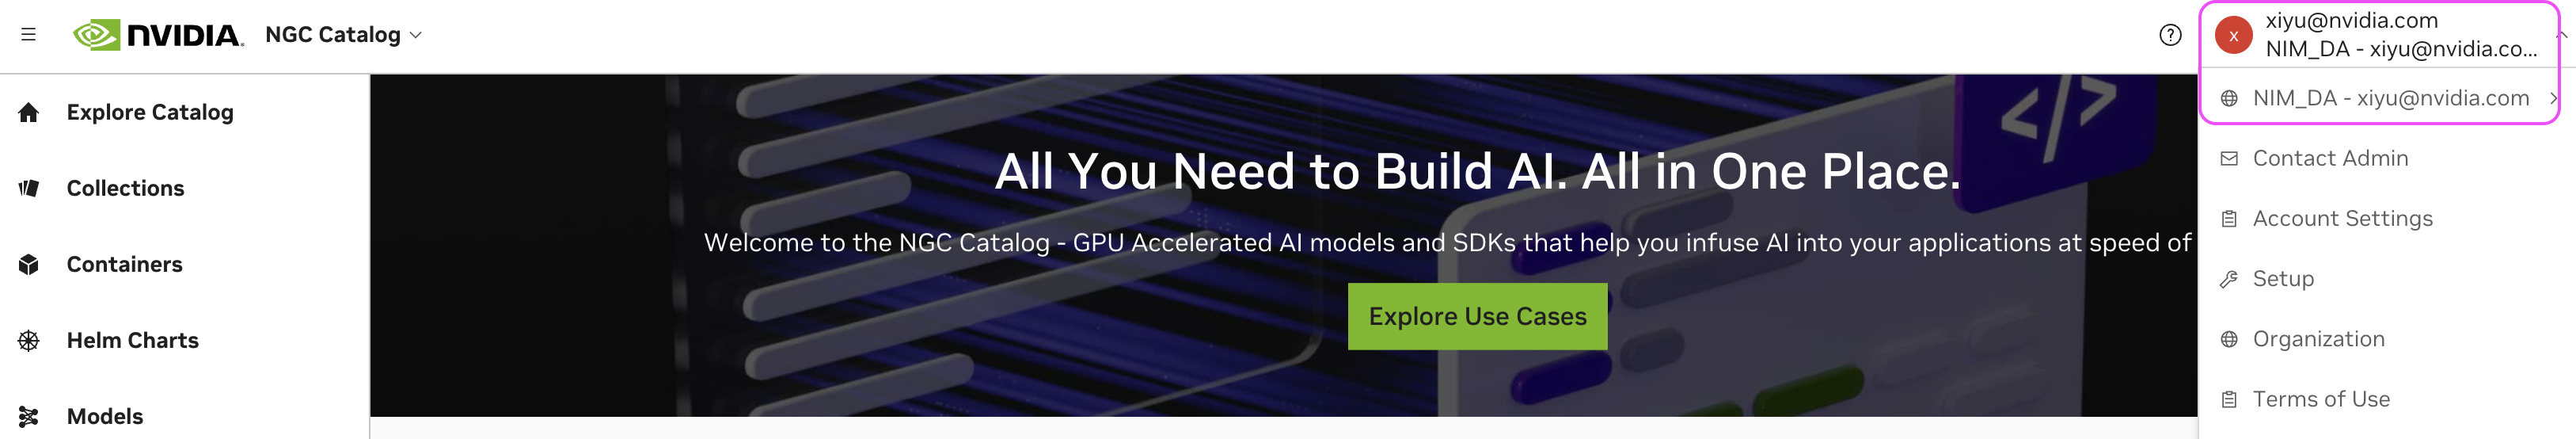 NVIDIA.
NGC Catalog
?
x
xiyu@nvidia.com
NIM_DA - xiyu@nvidia.co...
Explore Catalog
Collections
Containers
Helm Charts
Models
</>
All You Need to Build AI. All in One Place.
Welcome to the NGC Catalog - GPU Accelerated AI models and SDKs that help you infuse AI into your applications at speed of
Explore Use Cases
NIM_DA - xiyu@nvidia.com
Contact Admin
Account Settings
Setup
Organization
Terms of Use